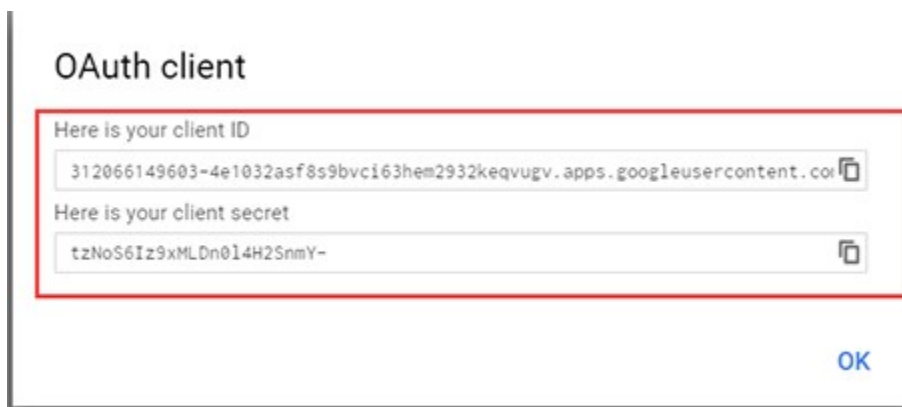 OAuth client
Here is your client ID
312066149603-4e1032asf8s9bvci63hem2932keqvugv.apps.googleusercontent.co
Here is your client secret
tzNoS6Iz9xMLDn0l4H2SnmY-
OK